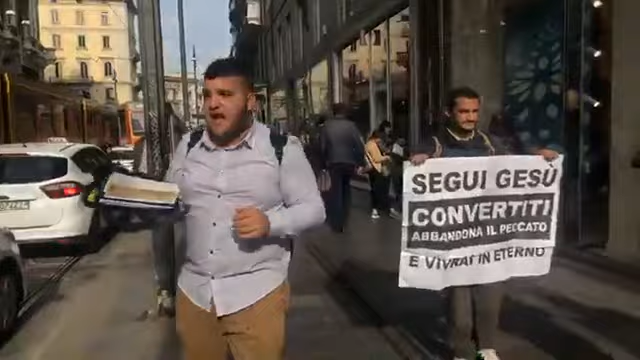 SEGUI GESÙ
CONVERTITI
ABBANDONA IL PECCATO
E VIVRAI IN ETERNO